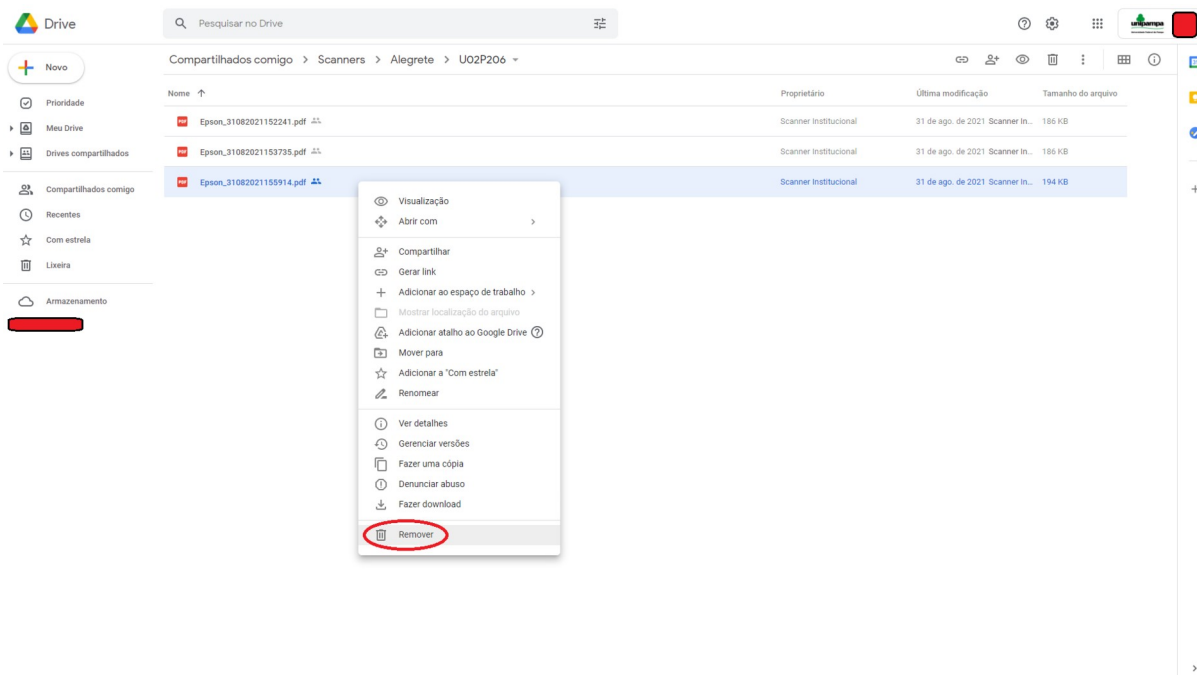 Drive
Pesquisar no Drive
unipampa
Novo
Compartilhados comigo > Scanners > Alegrete > U02P206
Nome
Proprietário
Última modificação
Tamanho do arquivo
Prioridade
Meu Drive
Drives compartilhados
Compartilhados comigo
Recentes
Com estrela
Lixeira
Armazenamento
PDF Epson_31082021152241.pdf Scanner Institucional 31 de ago. de 2021 Scanner In... 186 KB
PDF Epson_31082021153735.pdf Scanner Institucional 31 de ago. de 2021 Scanner In... 186 KB
PDF Epson_31082021155914.pdf Scanner Institucional 31 de ago. de 2021 Scanner In... 194 KB
Visualização
Abrir com
Compartilhar
Gerar link
Adicionar ao espaço de trabalho
Mostrar localização do arquivo
Adicionar atalho ao Google Drive
Mover para
Adicionar a "Com estrela"
Renomear
Ver detalhes
Gerenciar versões
Fazer uma cópia
Denunciar abuso
Fazer download
Remover